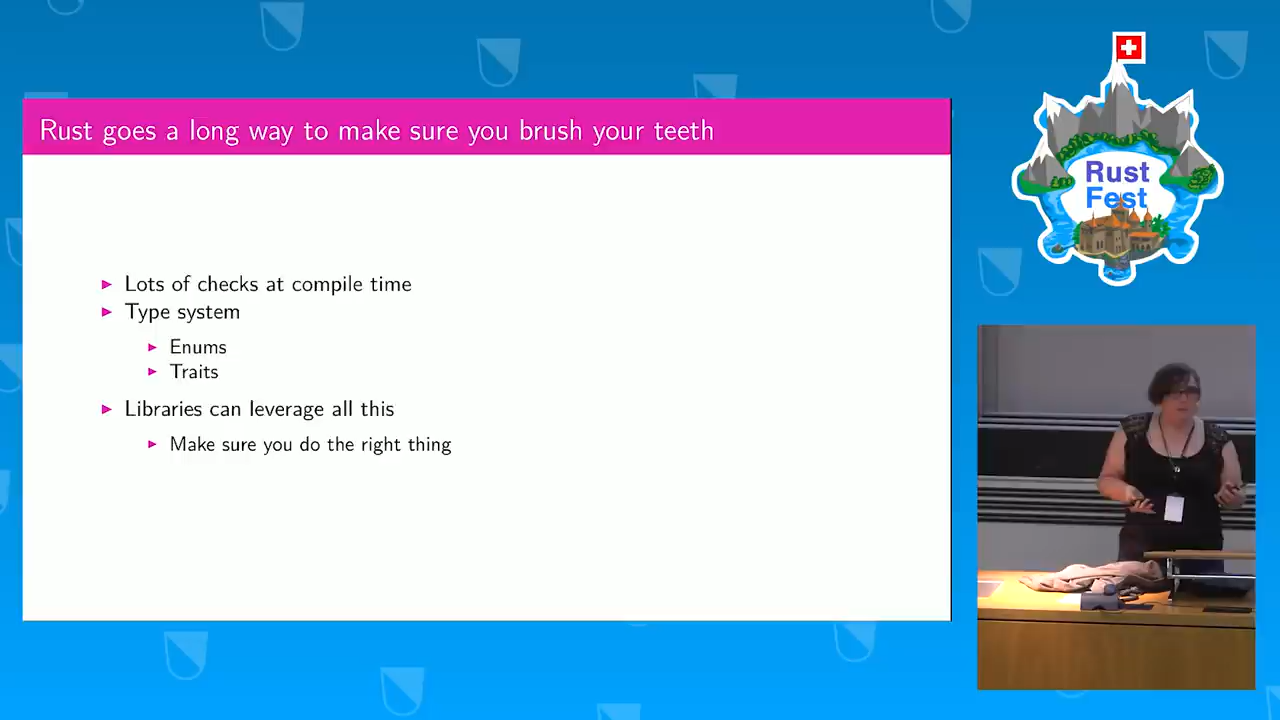 Rust goes a long way to make sure you brush your teeth
Lots of checks at compile time
Type system
Enums
Traits
Libraries can leverage all this
Make sure you do the right thing
Rust
Fest